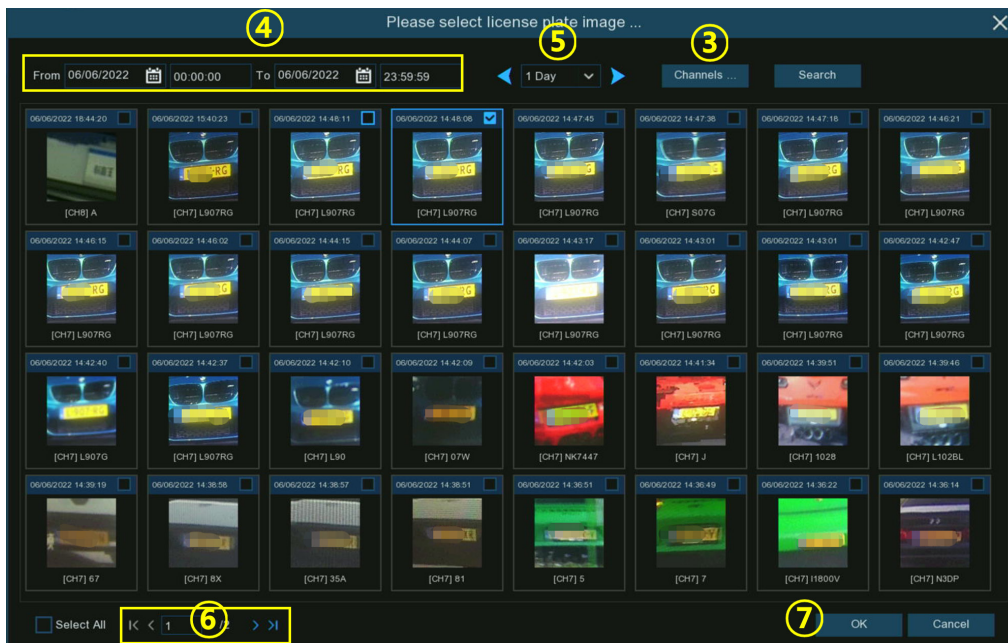 Please select license plate image ...
④ ⑤ ③
From 06/06/2022 00:00:00 To 06/06/2022 23:59:59 1 Day Channels ... Search
06/06/2022 18:44:20 06/06/2022 15:40:23 06/06/2022 14:48:11 06/06/2022 14:48:08 06/06/2022 14:47:45 06/06/2022 14:47:36 06/06/2022 14:47:18 06/06/2022 14:46:21
[CH8] A [CH7] L907RG [CH7] L907RG [CH7] L907RG [CH7] L907RG [CH7] S07G [CH7] L907RG [CH7] L907RG
06/06/2022 14:46:15 06/06/2022 14:46:02 06/06/2022 14:44:15 06/06/2022 14:44:07 06/06/2022 14:43:17 06/06/2022 14:43:01 06/06/2022 14:43:01 06/06/2022 14:42:47
[CH7] L907RG [CH7] L907RG [CH7] L907RG [CH7] L907RG [CH7] L907RG [CH7] L907RG [CH7] L907RG [CH7] L907RG
06/06/2022 14:42:40 06/06/2022 14:42:37 06/06/2022 14:42:10 06/06/2022 14:42:09 06/06/2022 14:42:03 06/06/2022 14:41:34 06/06/2022 14:39:51 06/06/2022 14:39:46
[CH7] L907G [CH7] L907RG [CH7] L90 [CH7] 07W [CH7] NK7447 [CH7] J [CH7] 1028 [CH7] L102BL
06/06/2022 14:39:19 06/06/2022 14:38:58 06/06/2022 14:38:57 06/06/2022 14:38:51 06/06/2022 14:36:51 06/06/2022 14:36:49 06/06/2022 14:36:22 06/06/2022 14:36:14
[CH7] 67 [CH7] 8X [CH7] 35A [CH7] 81 [CH7] 5 [CH7] 7 [CH7] I1800V [CH7] N3DP
Select All 1 ⑥ /2 ⑦ OK Cancel